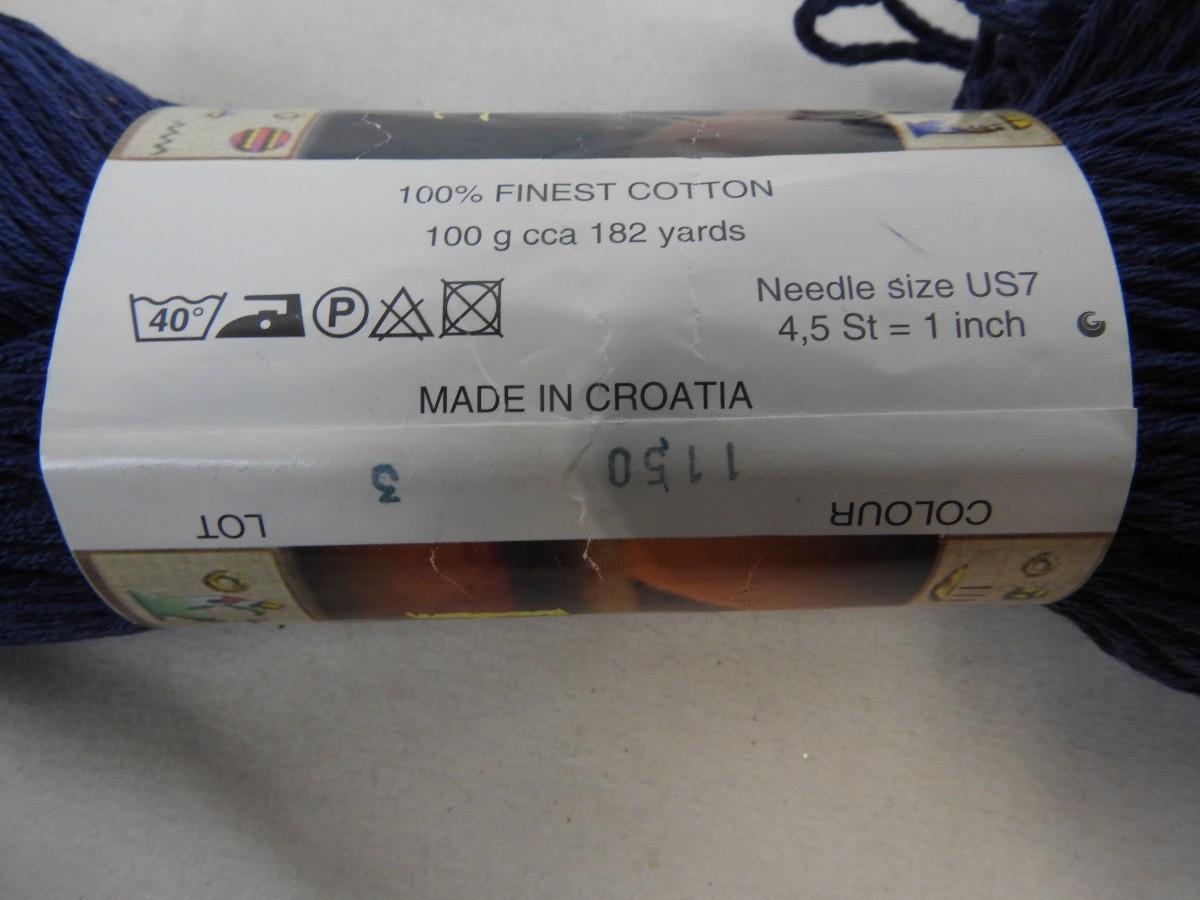 100% FINEST COTTON
100 g cca 182 yards
40° P
Needle size US7
4,5 St = 1 inch
MADE IN CROATIA
COLOUR LOT
1150 3